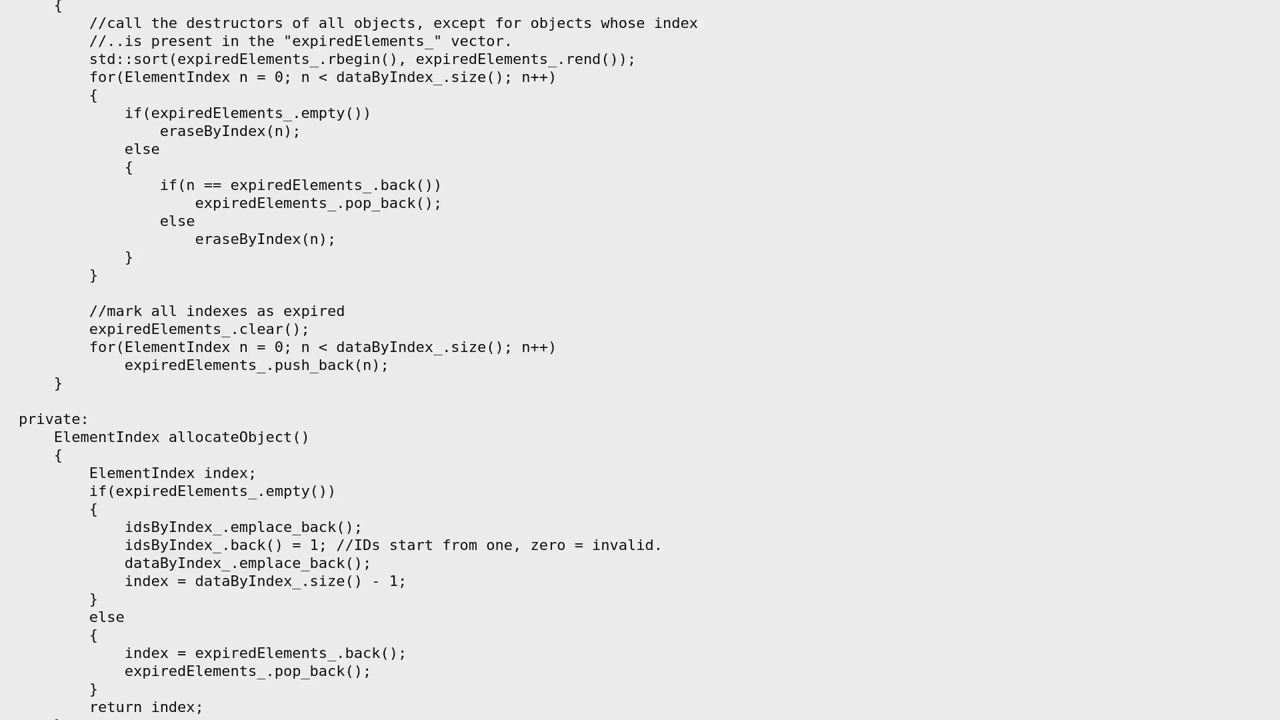 {
//call the destructors of all objects, except for objects whose index
//..is present in the "expiredElements_" vector.
std::sort(expiredElements_.rbegin(), expiredElements_.rend());
for(ElementIndex n = 0; n < dataByIndex_.size(); n++)
{
if(expiredElements_.empty())
eraseByIndex(n);
else
{
if(n == expiredElements_.back())
expiredElements_.pop_back();
else
eraseByIndex(n);
}
}
//mark all indexes as expired
expiredElements_.clear();
for(ElementIndex n = 0; n < dataByIndex_.size(); n++)
expiredElements_.push_back(n);
}
private:
ElementIndex allocateObject()
{
ElementIndex index;
if(expiredElements_.empty())
{
idsByIndex_.emplace_back();
idsByIndex_.back() = 1; //IDs start from one, zero = invalid.
dataByIndex_.emplace_back();
index = dataByIndex_.size() - 1;
}
else
{
index = expiredElements_.back();
expiredElements_.pop_back();
}
return index;